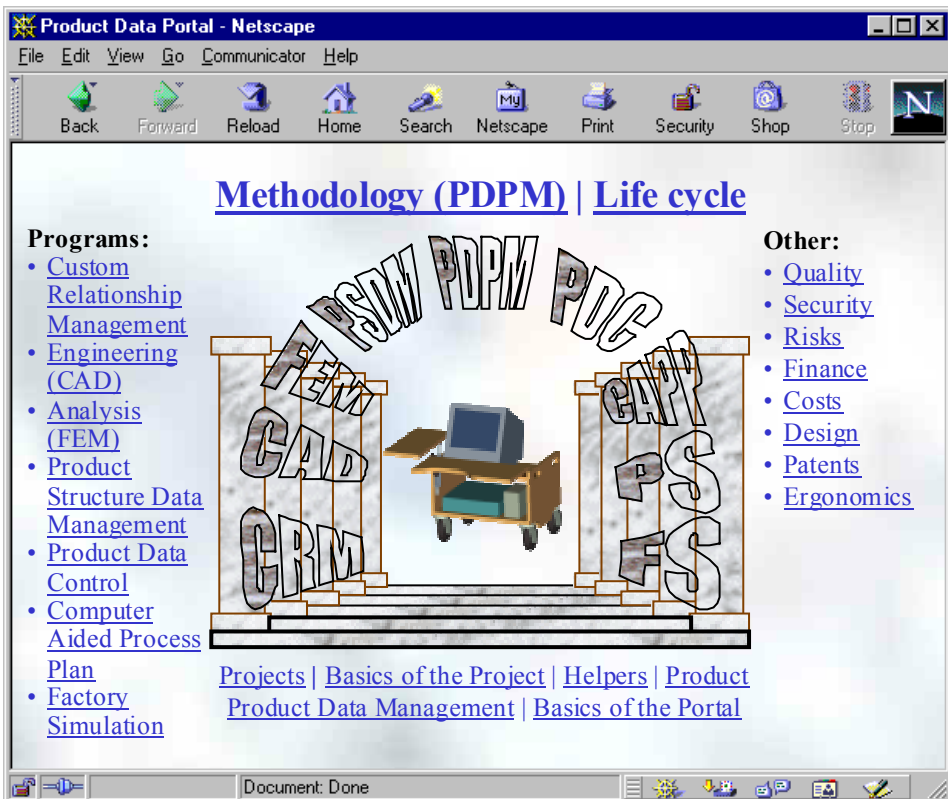 Product Data Portal - Netscape
File Edit View Go Communicator Help
Back Forward Reload Home Search Netscape Print Security Shop Stop
My
N
Methodology (PDPM) | Life cycle
Programs:
• Custom
Relationship
Management
• Engineering
(CAD)
• Analysis
(FEM)
• Product
Structure Data
Management
• Product Data
Control
• Computer
Aided Process
Plan
• Factory
Simulation
CRM
CAD
FEM
PSDM
PDPM
PDC
CAPP
PS
FS
Other:
• Quality
• Security
• Risks
• Finance
• Costs
• Design
• Patents
• Ergonomics
Projects | Basics of the Project | Helpers | Product
Product Data Management | Basics of the Portal
Document: Done